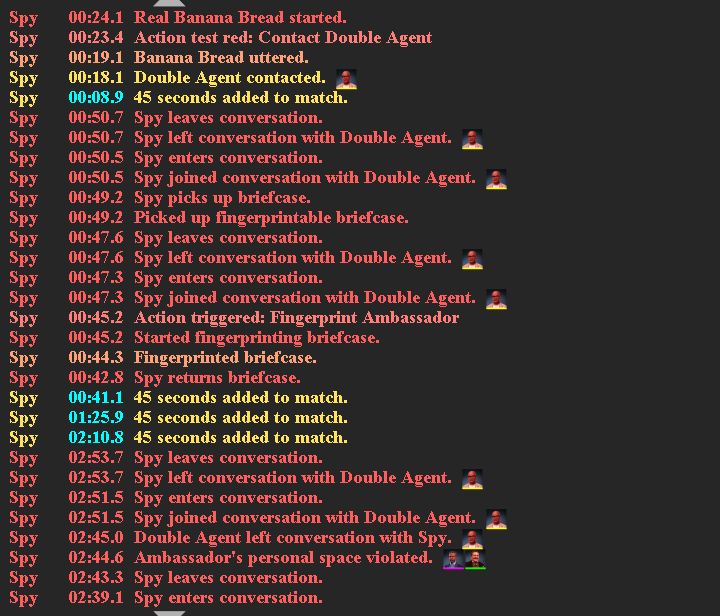 Spy 00:24.1 Real Banana Bread started.
Spy 00:23.4 Action test red: Contact Double Agent
Spy 00:19.1 Banana Bread uttered.
Spy 00:18.1 Double Agent contacted.
Spy 00:08.9 45 seconds added to match.
Spy 00:50.7 Spy leaves conversation.
Spy 00:50.7 Spy left conversation with Double Agent.
Spy 00:50.5 Spy enters conversation.
Spy 00:50.5 Spy joined conversation with Double Agent.
Spy 00:49.2 Spy picks up briefcase.
Spy 00:49.2 Picked up fingerprintable briefcase.
Spy 00:47.6 Spy leaves conversation.
Spy 00:47.6 Spy left conversation with Double Agent.
Spy 00:47.3 Spy enters conversation.
Spy 00:47.3 Spy joined conversation with Double Agent.
Spy 00:45.2 Action triggered: Fingerprint Ambassador
Spy 00:45.2 Started fingerprinting briefcase.
Spy 00:44.3 Fingerprinted briefcase.
Spy 00:42.8 Spy returns briefcase.
Spy 00:41.1 45 seconds added to match.
Spy 01:25.9 45 seconds added to match.
Spy 02:10.8 45 seconds added to match.
Spy 02:53.7 Spy leaves conversation.
Spy 02:53.7 Spy left conversation with Double Agent.
Spy 02:51.5 Spy enters conversation.
Spy 02:51.5 Spy joined conversation with Double Agent.
Spy 02:45.0 Double Agent left conversation with Spy.
Spy 02:44.6 Ambassador's personal space violated.
Spy 02:43.3 Spy leaves conversation.
Spy 02:39.1 Spy enters conversation.